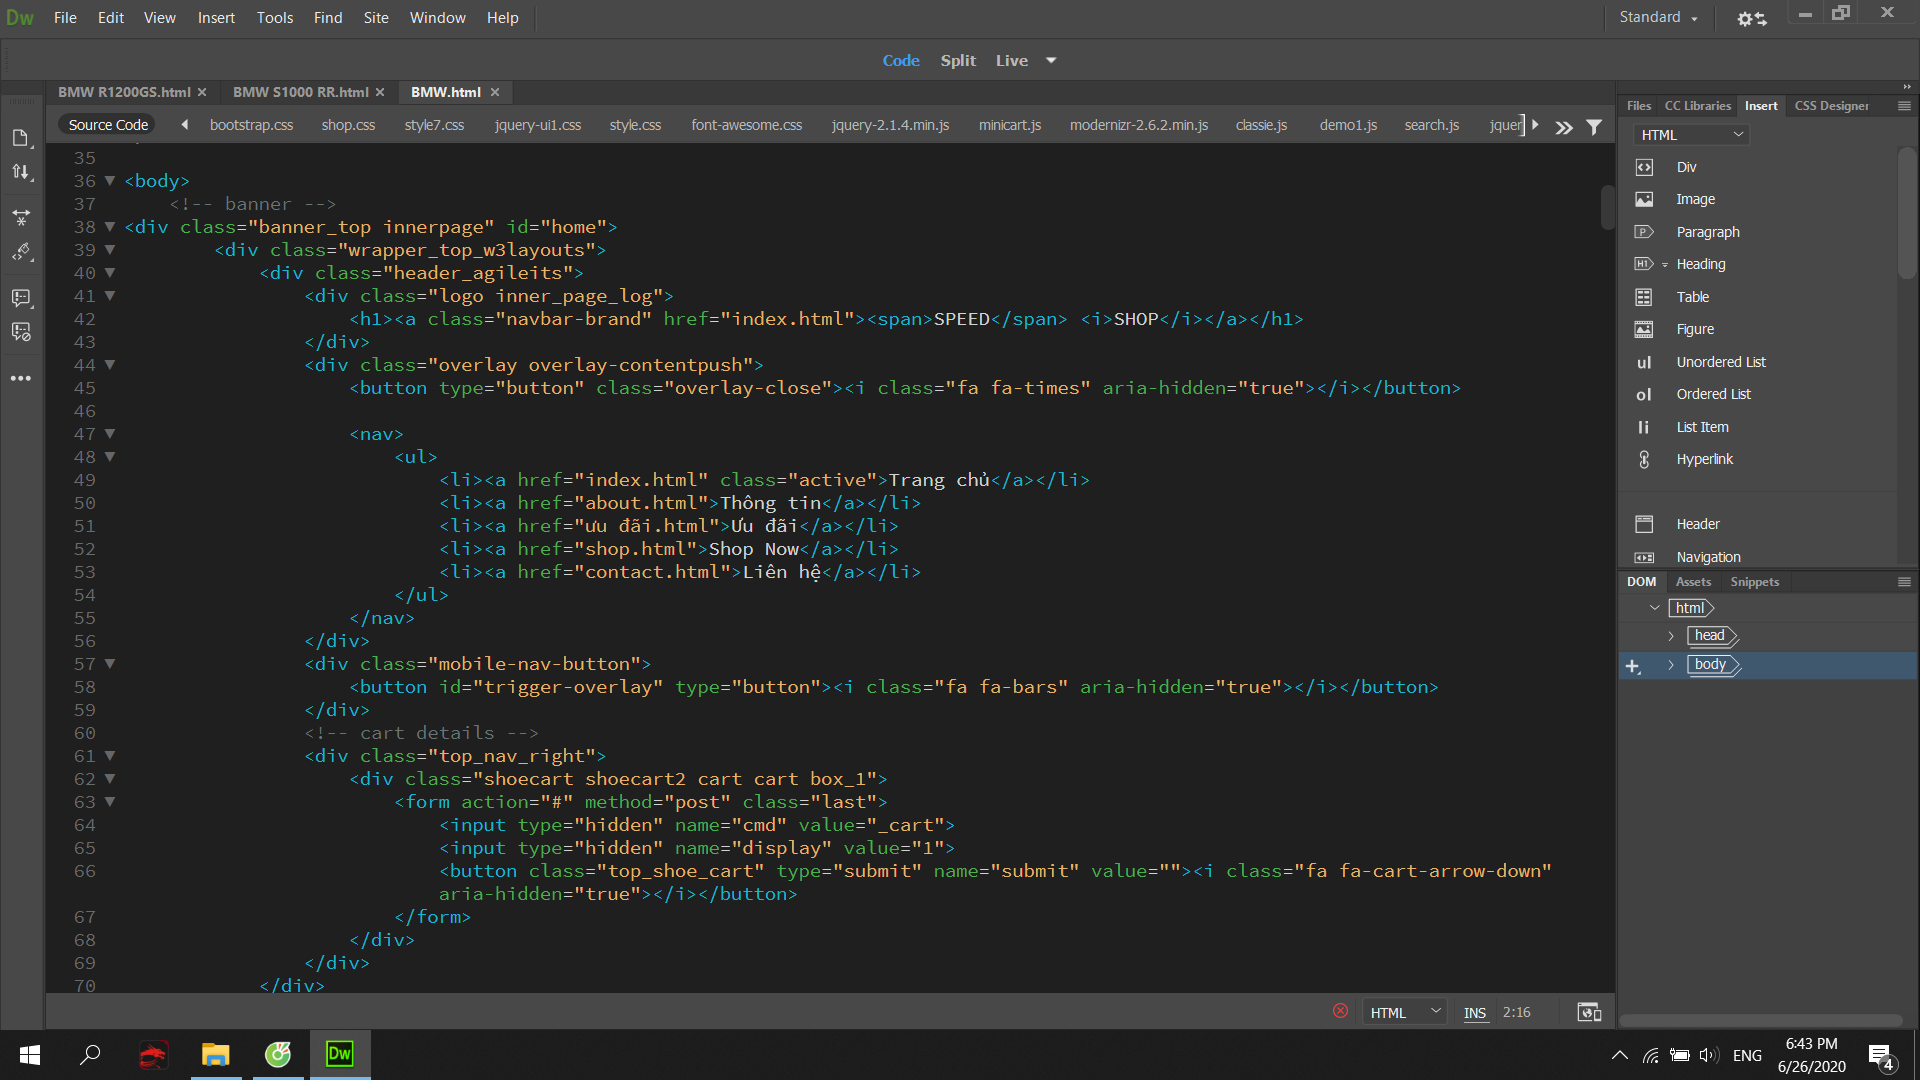 Dw File Edit View Insert Tools Find Site Window Help Standard
Code Split Live
BMW R1200GS.html BMW S1000 RR.html BMW.html
Source Code bootstrap.css shop.css style7.css jquery-ui1.css style.css font-awesome.css jquery-2.1.4.min.js minicart.js modernizr-2.6.2.min.js classie.js demo1.js search.js jquer
35
36 <body>
37 <!-- banner -->
38 <div class="banner_top innerpage" id="home">
39 <div class="wrapper_top_w3layouts">
40 <div class="header_agileits">
41 <div class="logo inner_page_log">
42 <h1><a class="navbar-brand" href="index.html"><span>SPEED</span> <i>SHOP</i></a></h1>
43 </div>
44 <div class="overlay overlay-contentpush">
45 <button type="button" class="overlay-close"><i class="fa fa-times" aria-hidden="true"></i></button>
46
47 <nav>
48 <ul>
49 <li><a href="index.html" class="active">Trang chủ</a></li>
50 <li><a href="about.html">Thông tin</a></li>
51 <li><a href="ưu đãi.html">Ưu đãi</a></li>
52 <li><a href="shop.html">Shop Now</a></li>
53 <li><a href="contact.html">Liên hệ</a></li>
54 </ul>
55 </nav>
56 </div>
57 <div class="mobile-nav-button">
58 <button id="trigger-overlay" type="button"><i class="fa fa-bars" aria-hidden="true"></i></button>
59 </div>
60 <!-- cart details -->
61 <div class="top_nav_right">
62 <div class="shoecart shoecart2 cart cart box_1">
63 <form action="#" method="post" class="last">
64 <input type="hidden" name="cmd" value="_cart">
65 <input type="hidden" name="display" value="1">
66 <button class="top_shoe_cart" type="submit" name="submit" value=""><i class="fa fa-cart-arrow-down"
aria-hidden="true"></i></button>
67 </form>
68 </div>
69 </div>
70 </div>
HTML INS 2:16
Files CC Libraries Insert CSS Designer
HTML
Div
Image
P Paragraph
H1 Heading
Table
Figure
ul Unordered List
ol Ordered List
li List Item
Hyperlink
Header
Navigation
DOM Assets Snippets
html
head
body
Dw
ENG
6:43 PM
6/26/2020
4